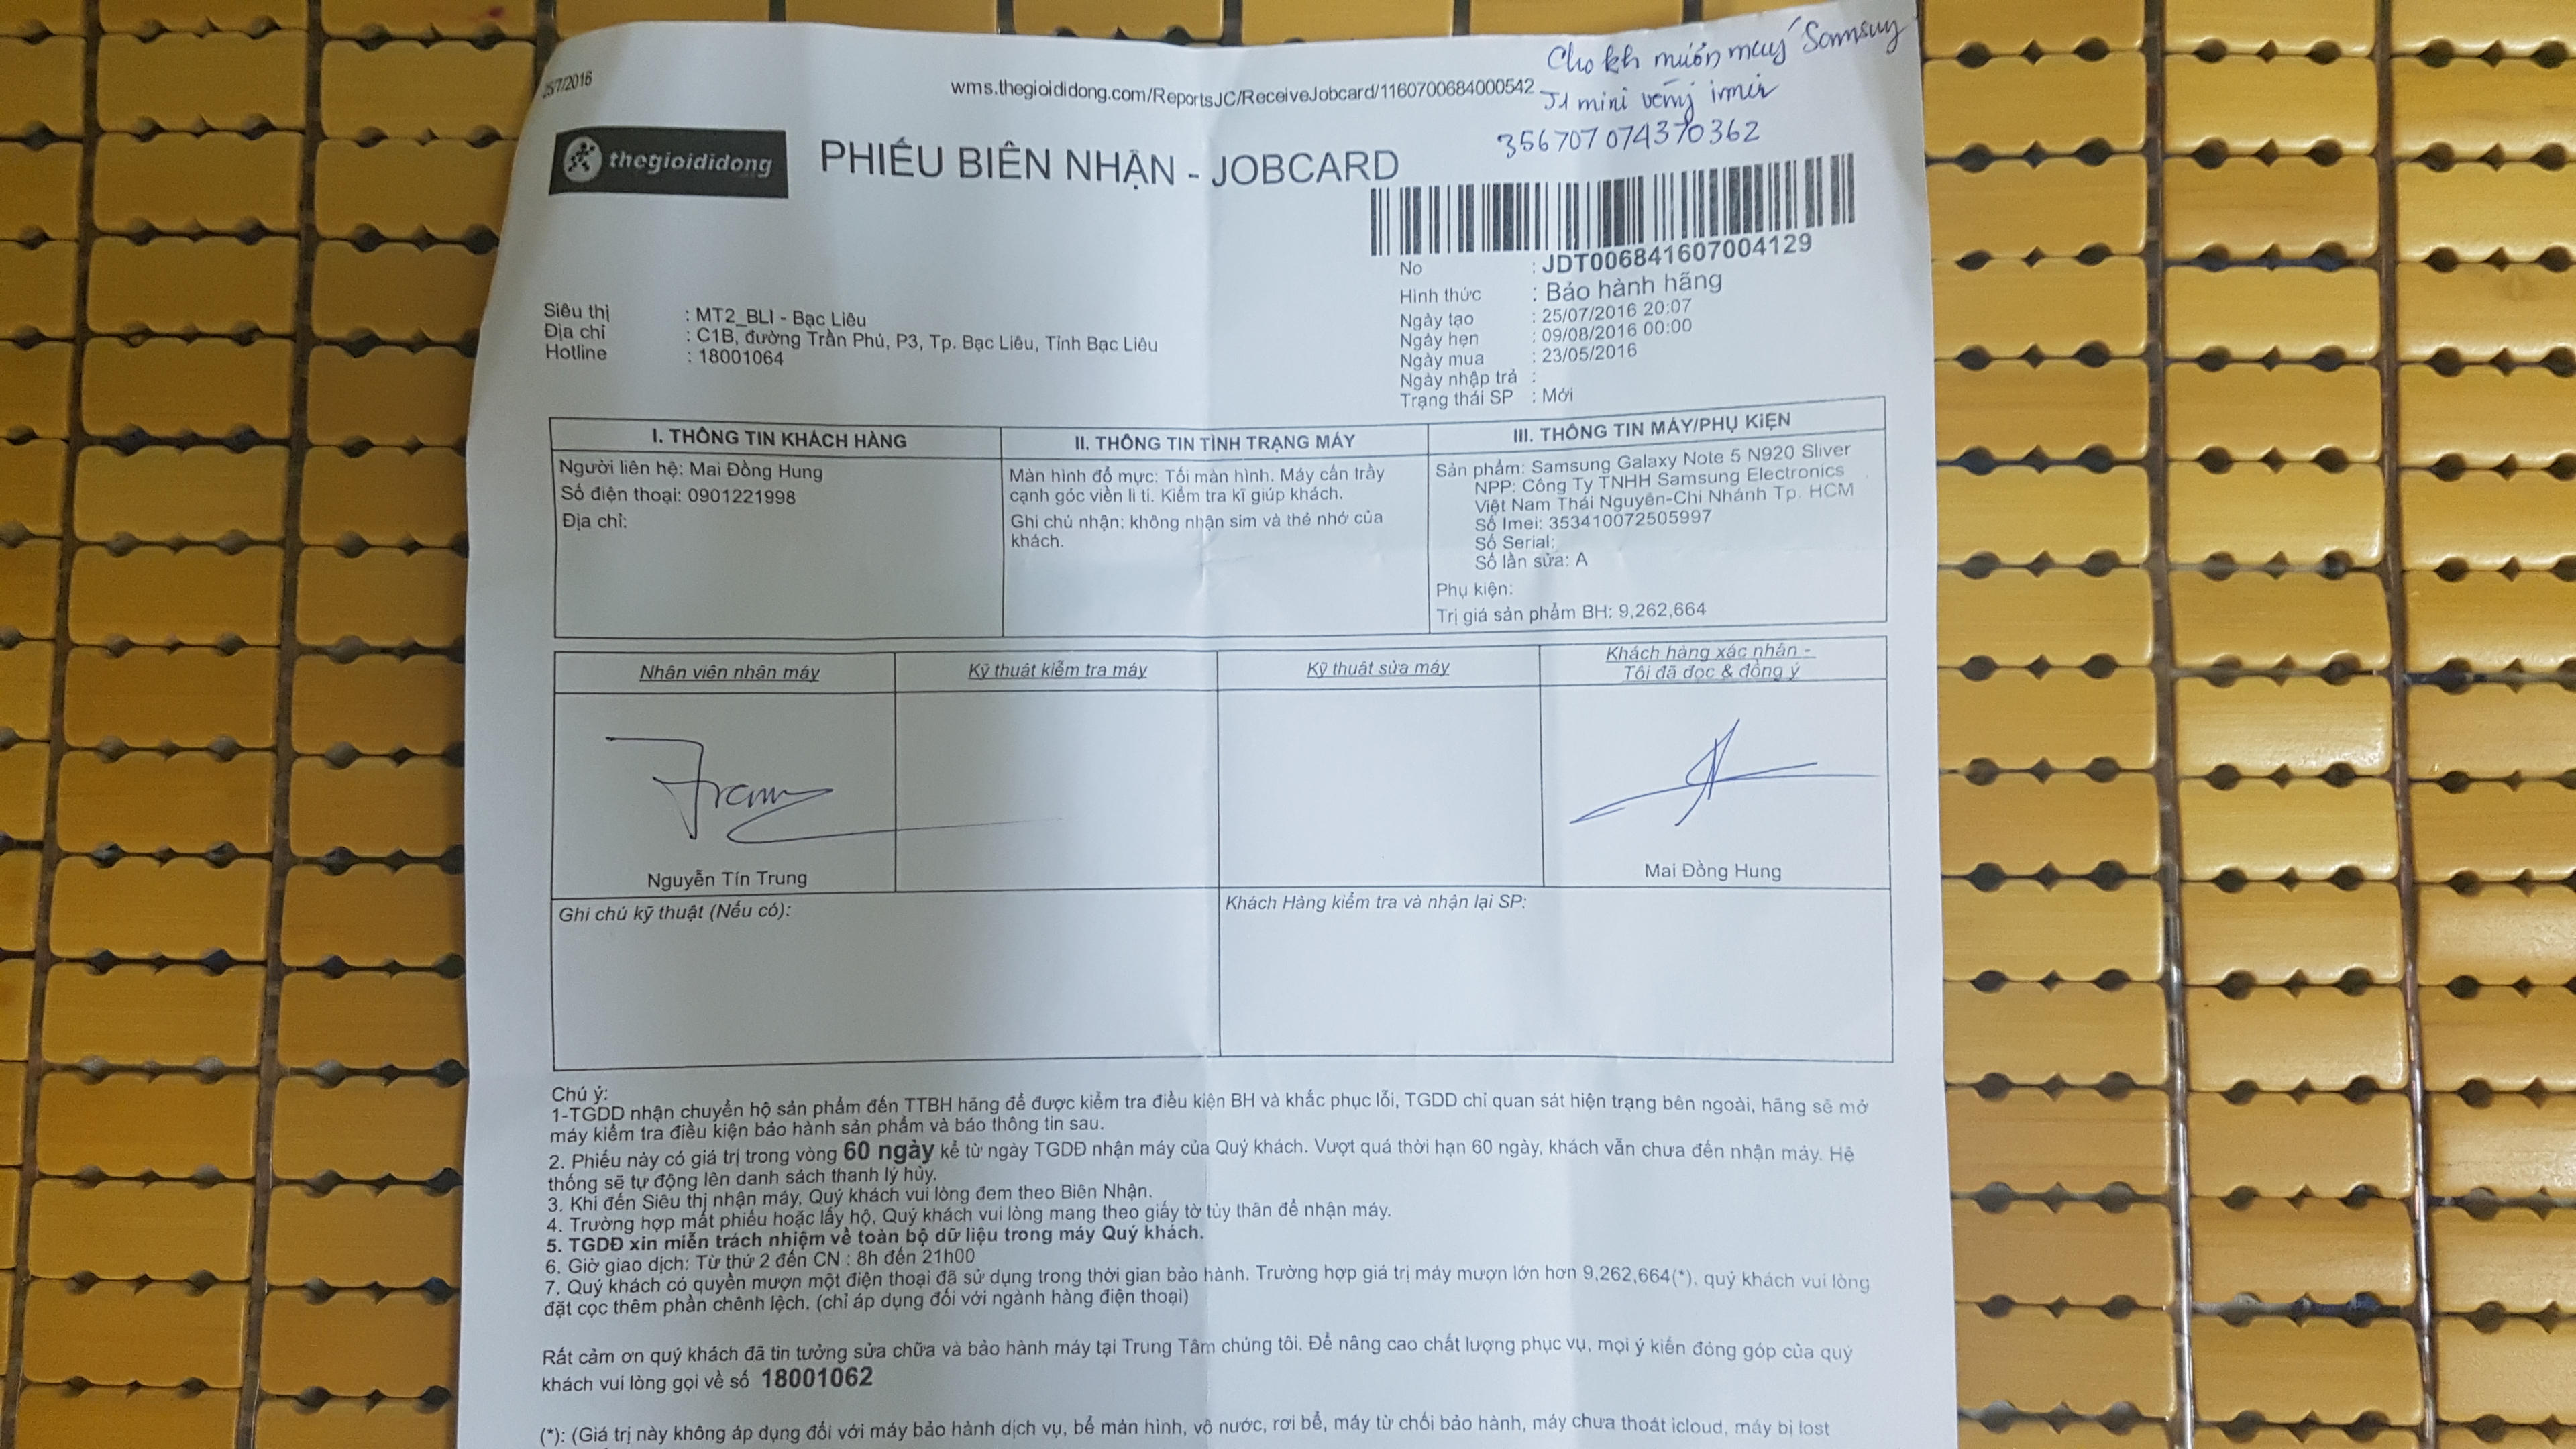 25/7/2016
wms.thegioididong.com/ReportsJC/ReceiveJobcard/1160700684000542
Cho kh mượn máy Samsung
J1 mini vàng imei
356707074370362
thegioididong
PHIẾU BIÊN NHẬN - JOBCARD
No : JDT006841607004129
Hình thức : Bảo hành hãng
Ngày tạo : 25/07/2016 20:07
Ngày hẹn : 09/08/2016 00:00
Ngày mua : 23/05/2016
Ngày nhập trả :
Trạng thái SP : Mới
Siêu thị : MT2_BLI - Bạc Liêu
Địa chỉ : C1B, đường Trần Phú, P3, Tp. Bạc Liêu, Tỉnh Bạc Liêu
Hotline : 18001064
I. THÔNG TIN KHÁCH HÀNG
Người liên hệ: Mai Đồng Hung
Số điện thoại: 0901221998
Địa chỉ:
II. THÔNG TIN TÌNH TRẠNG MÁY
Màn hình đổ mực: Tối màn hình. Máy cấn trầy
cạnh góc viền li ti. Kiểm tra kĩ giúp khách.
Ghi chú nhận: không nhận sim và thẻ nhớ của
khách.
III. THÔNG TIN MÁY/PHỤ KIỆN
Sản phẩm: Samsung Galaxy Note 5 N920 Sliver
NPP: Công Ty TNHH Samsung Electronics
Việt Nam Thái Nguyên-Chi Nhánh Tp. HCM
Số Imei: 353410072505997
Số Serial:
Số lần sửa: A
Phụ kiện:
Trị giá sản phẩm BH: 9,262,664
Nhân viên nhận máy
Kỹ thuật kiểm tra máy
Kỹ thuật sửa máy
Khách hàng xác nhận -
Tôi đã đọc & đồng ý
Nguyễn Tín Trung
Mai Đồng Hung
Ghi chú kỹ thuật (Nếu có):
Khách Hàng kiểm tra và nhận lại SP:
Chú ý:
1-TGDD nhận chuyển hộ sản phẩm đến TTBH hãng để được kiểm tra điều kiện BH và khắc phục lỗi, TGDD chỉ quan sát hiện trạng bên ngoài, hãng sẽ mở
máy kiểm tra điều kiện bảo hành sản phẩm và báo thông tin sau.
2. Phiếu này có giá trị trong vòng 60 ngày kể từ ngày TGDĐ nhận máy của Quý khách. Vượt quá thời hạn 60 ngày, khách vẫn chưa đến nhận máy. Hệ
thống sẽ tự động lên danh sách thanh lý hủy.
3. Khi đến Siêu thị nhận máy, Quý khách vui lòng đem theo Biên Nhận.
4. Trường hợp mất phiếu hoặc lấy hộ, Quý khách vui lòng mang theo giấy tờ tùy thân để nhận máy.
5. TGDĐ xin miễn trách nhiệm về toàn bộ dữ liệu trong máy Quý khách.
6. Giờ giao dịch: Từ thứ 2 đến CN : 8h đến 21h00
7. Quý khách có quyền mượn một điện thoại đã sử dụng trong thời gian bảo hành. Trường hợp giá trị máy mượn lớn hơn 9,262,664(*), quý khách vui lòng
đặt cọc thêm phần chênh lệch. (chỉ áp dụng đối với ngành hàng điện thoại)
Rất cảm ơn quý khách đã tin tưởng sửa chữa và bảo hành máy tại Trung Tâm chúng tôi. Để nâng cao chất lượng phục vụ, mọi ý kiến đóng góp của quý
khách vui lòng gọi về số 18001062
(*): (Giá trị này không áp dụng đối với máy bảo hành dịch vụ, bể màn hình, vô nước, rơi bể, máy từ chối bảo hành, máy chưa thoát icloud, máy bị lost